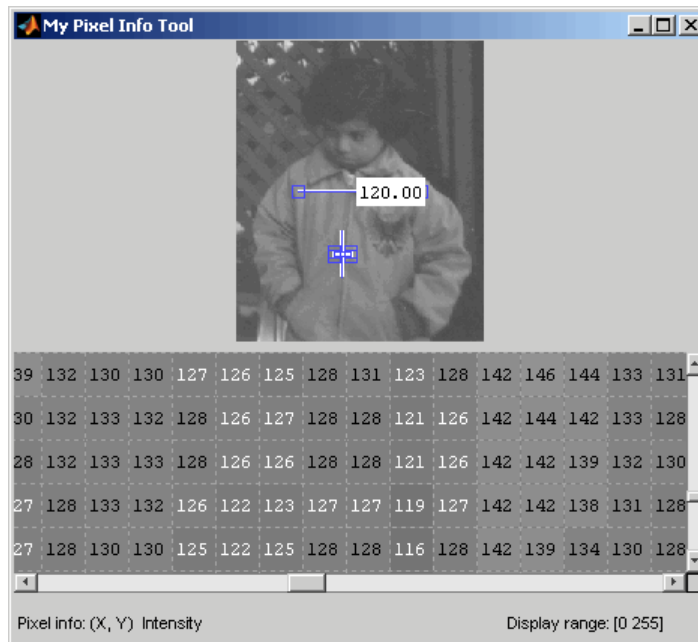 My Pixel Info Tool
120.00
39 132 130 130 127 126 125 128 131 123 128 142 146 144 133 131
30 132 133 132 128 126 127 128 128 121 126 142 144 142 133 128
28 132 133 133 128 126 126 128 128 121 126 142 142 139 132 130
27 128 133 132 126 122 123 127 127 119 127 142 142 138 131 128
27 128 130 130 125 122 125 128 128 116 128 142 139 134 130 128
Pixel info: (X, Y) Intensity Display range: [0 255]